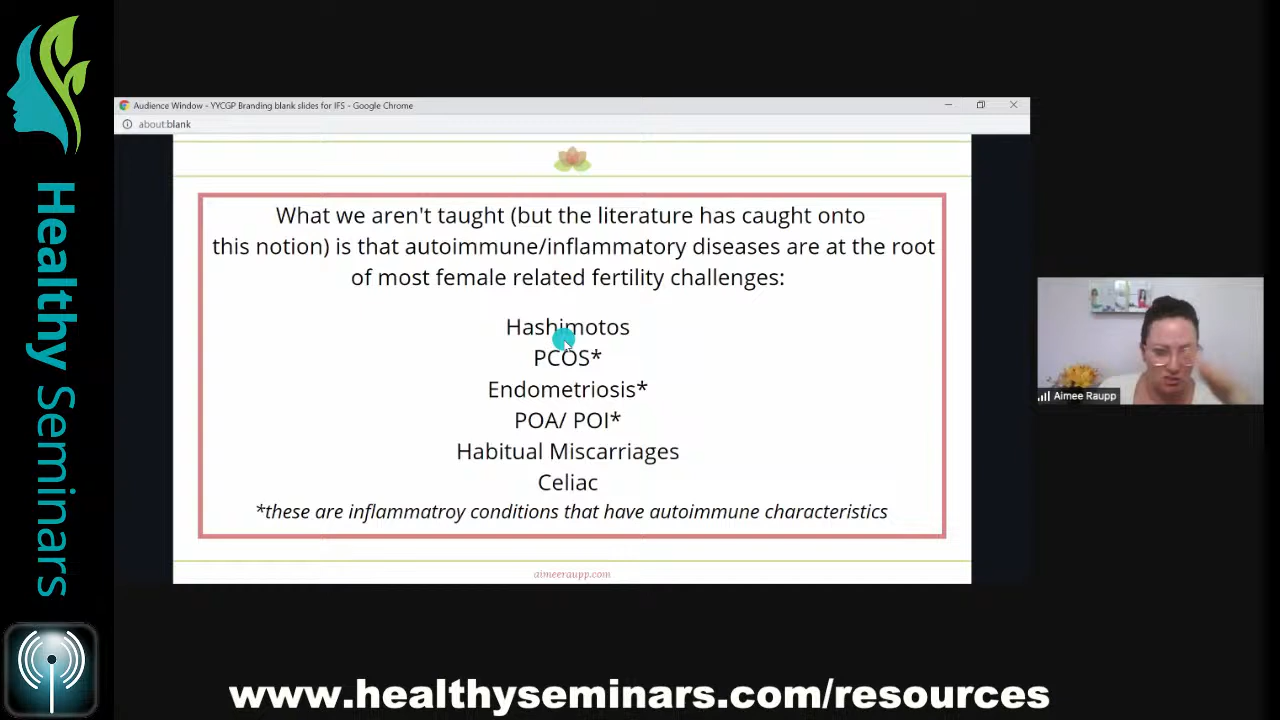 Healthy Seminars
Audience Window - YYCGP Branding blank slides for IFS - Google Chrome
about:blank
What we aren't taught (but the literature has caught onto
this notion) is that autoimmune/inflammatory diseases are at the root
of most female related fertility challenges:
Hashimotos
PCOS*
Endometriosis*
POA/ POI*
Habitual Miscarriages
Celiac
*these are inflammatroy conditions that have autoimmune characteristics
aimeeraupp.com
Aimee Raupp
www.healthyseminars.com/resources